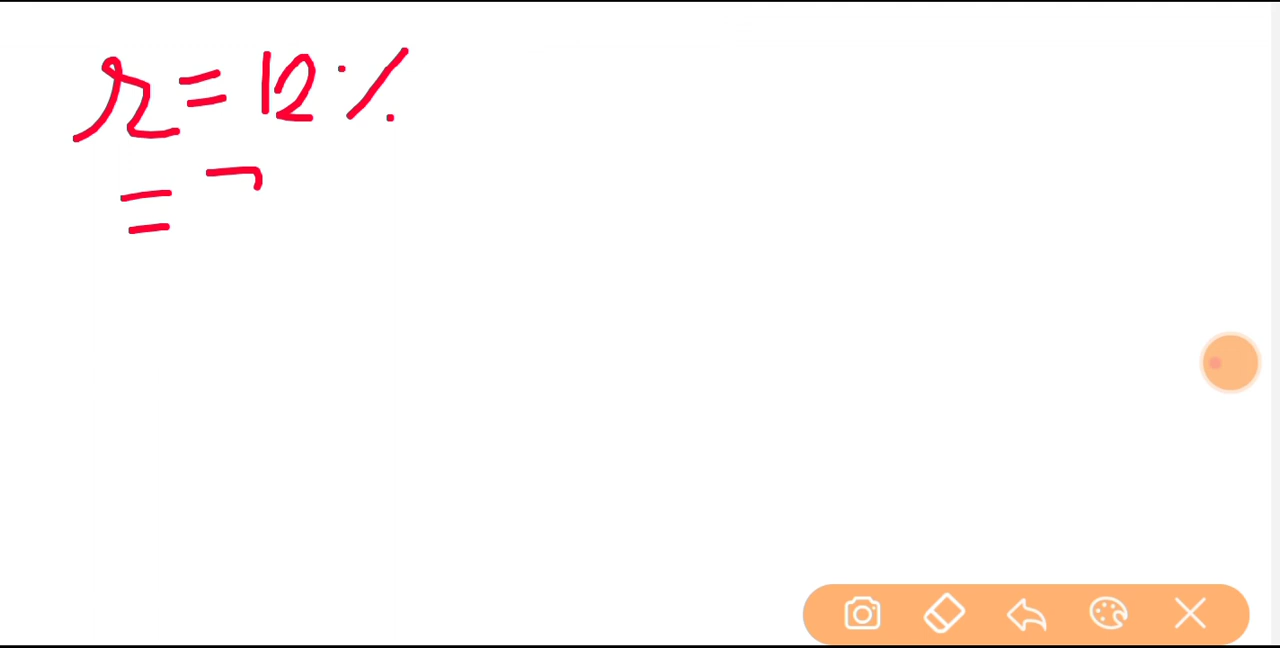 r = 12%
=